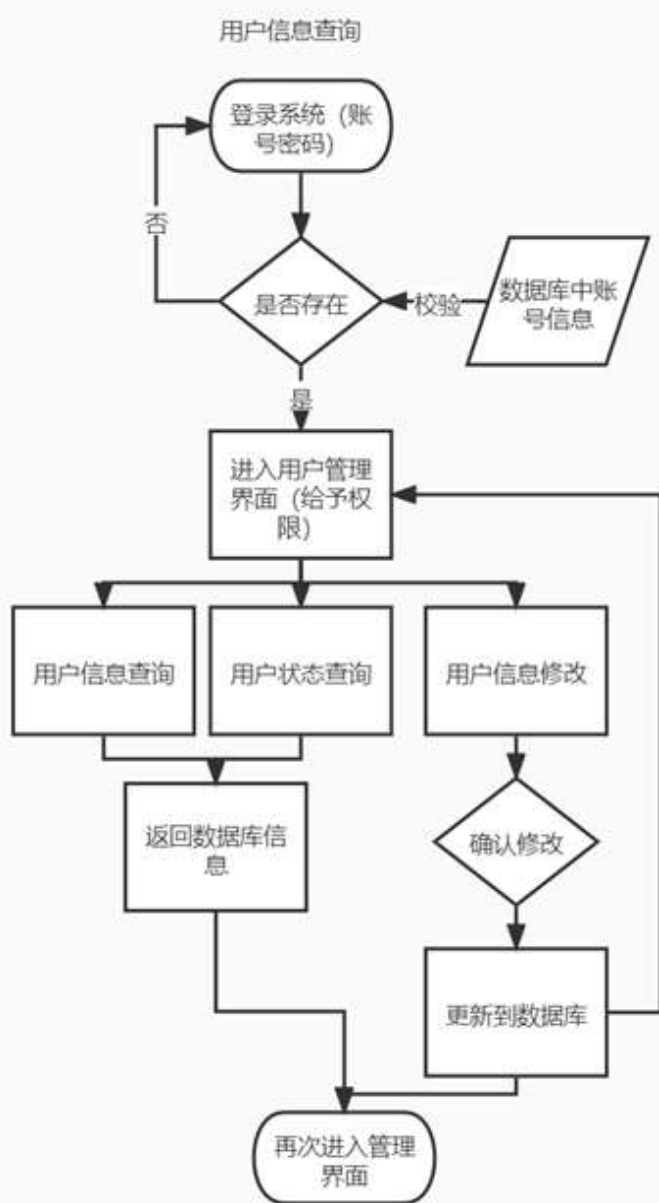 用户信息查询
登录系统（账
号密码）
否
是否存在
校验
数据库中账
号信息
是
进入用户管理
界面（给予权
限）
用户信息查询
用户状态查询
用户信息修改
返回数据库信
息
确认修改
更新到数据库
再次进入管理
界面